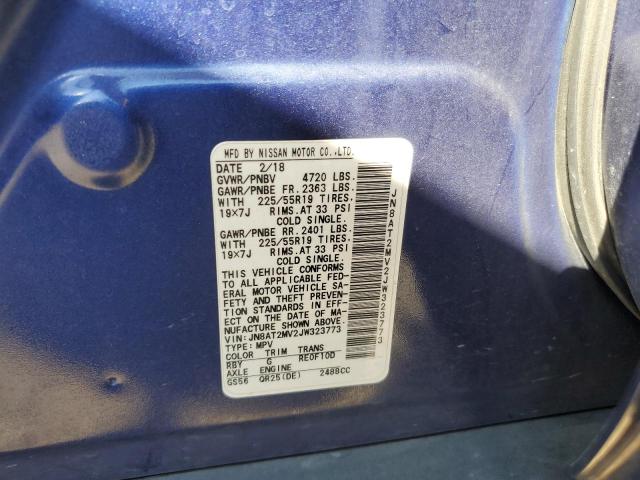 MFD BY NISSAN MOTOR CO.,LTD.
DATE 2/18
GVWR/PNBV 4720 LBS.
GAWR/PNBE FR. 2363 LBS.
WITH 225/55R19 TIRES,
19X7J RIMS.AT 33 PSI
COLD SINGLE.
GAWR/PNBE RR. 2401 LBS.
WITH 225/55R19 TIRES,
19X7J RIMS.AT 33 PSI
COLD SINGLE.
THIS VEHICLE CONFORMS
TO ALL APPLICABLE FED-
ERAL MOTOR VEHICLE SA-
FETY AND THEFT PREVEN-
TION STANDARDS IN EFF-
ECT ON THE DATE OF MA-
NUFACTURE SHOWN ABOVE.
VIN: JN8AT2MV2JW323773
TYPE: MPV
COLOR TRIM TRANS
RBY G RE0F10D
AXLE ENGINE
GS56 QR25(DE) 2488CC
JN8AT2MV2JW323773